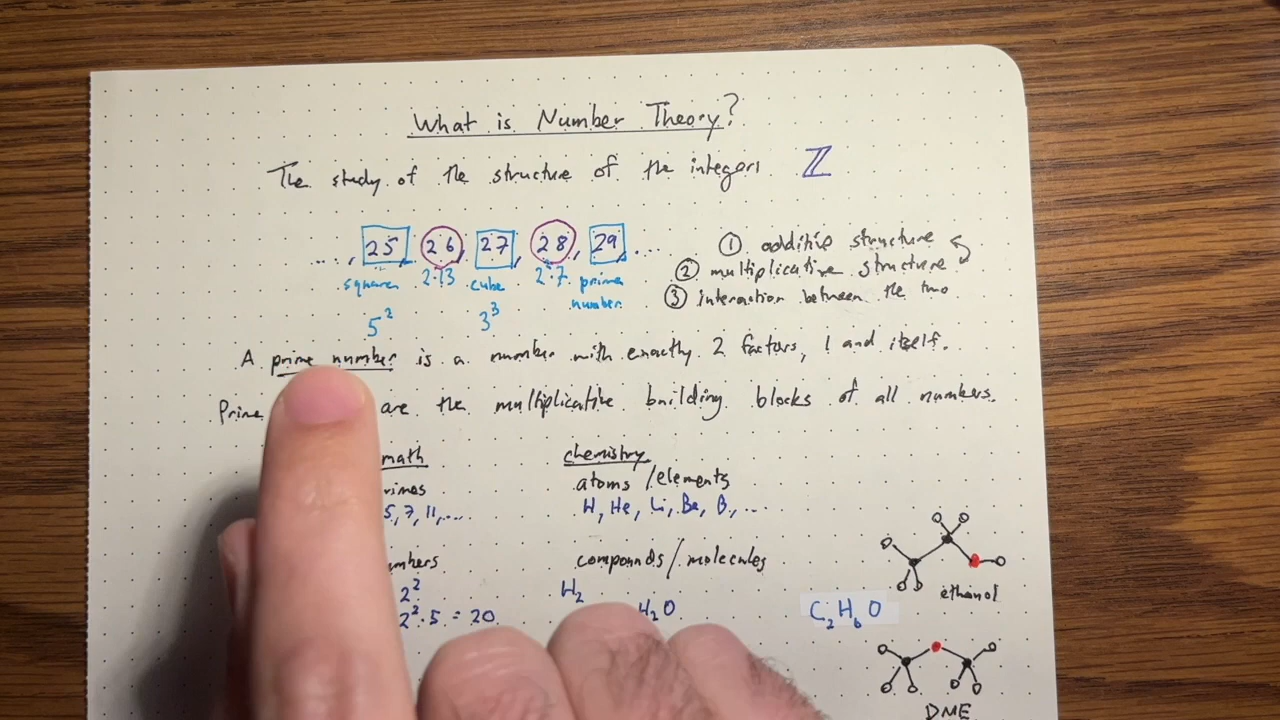 What is Number Theory?
The study of the structure of the integers ℤ
..., 25, 26, 27, 28, 29, ...
square 2·13 cube 2²·7 prime number
5² 3³
① additive structure
② multiplicative structure
③ interaction between the two
A prime number is a number with exactly 2 factors, 1 and itself.
Prime are the multiplicative building blocks of all numbers.
math
5, 7, 11, ...
2²
2²·5 = 20
chemistry
atoms/elements
H, He, Li, Be, B, ...
compounds/molecules
H₂
H₂O
C₂H₆O
ethanol
DME